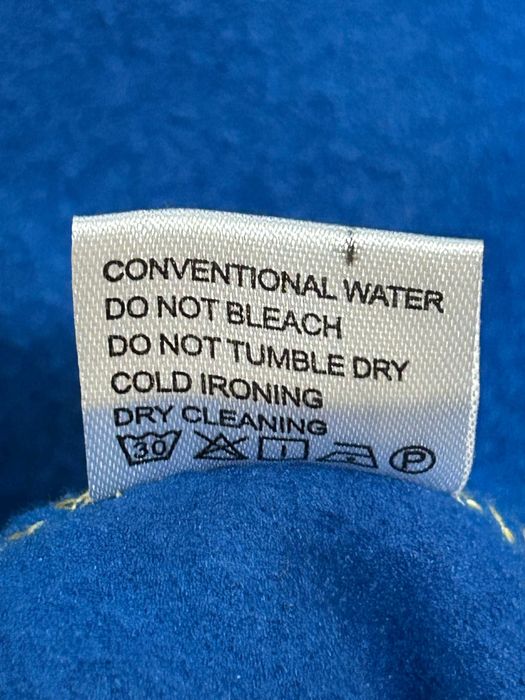 CONVENTIONAL WATER
DO NOT BLEACH
DO NOT TUMBLE DRY
COLD IRONING
DRY CLEANING
30 P